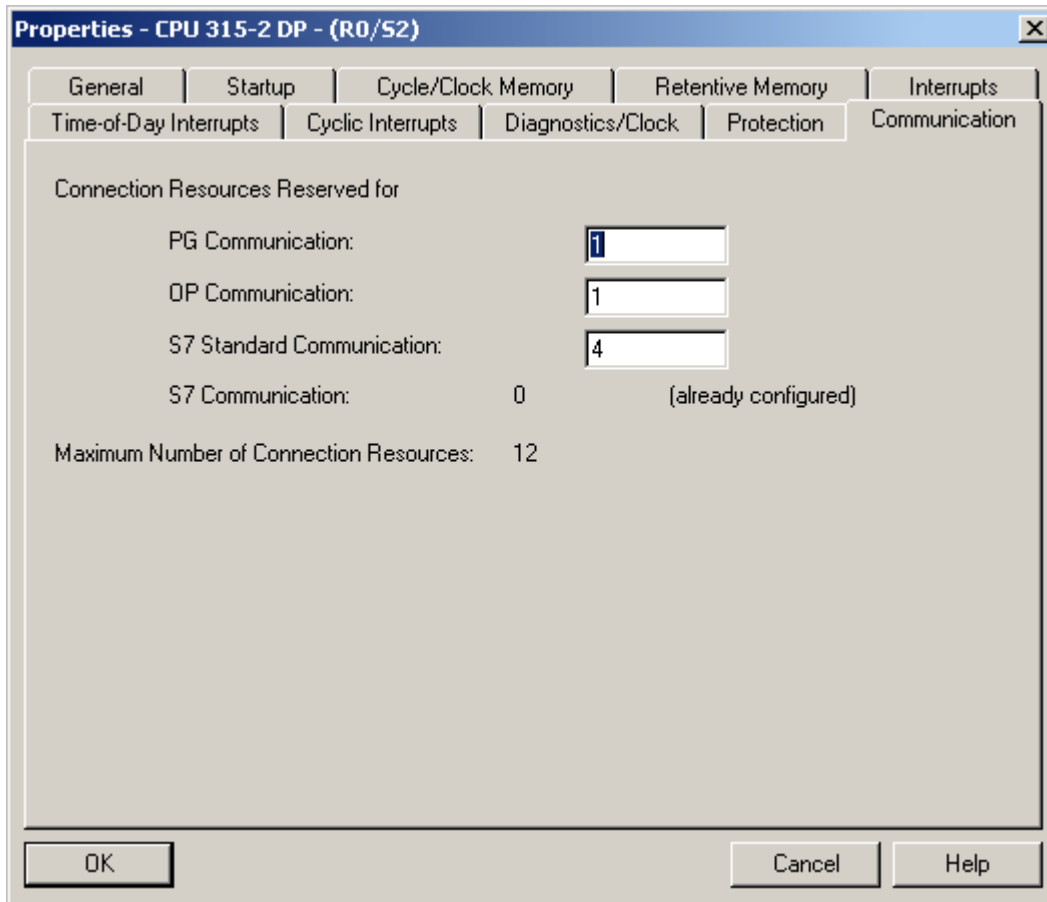 Properties - CPU 315-2 DP - (R0/S2)
General Startup Cycle/Clock Memory Retentive Memory Interrupts
Time-of-Day Interrupts Cyclic Interrupts Diagnostics/Clock Protection Communication
Connection Resources Reserved for
PG Communication: 1
OP Communication: 1
S7 Standard Communication: 4
S7 Communication: 0 (already configured)
Maximum Number of Connection Resources: 12
OK Cancel Help